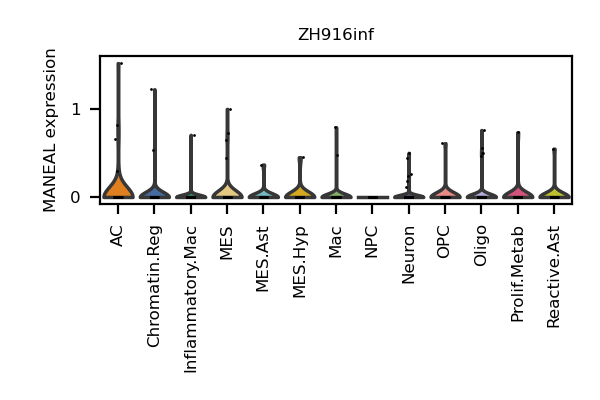 ZH916inf
MANEAL expression
1
0
AC
Chromatin.Reg
Inflammatory.Mac
MES
MES.Ast
MES.Hyp
Mac
NPC
Neuron
OPC
Oligo
Prolif.Metab
Reactive.Ast